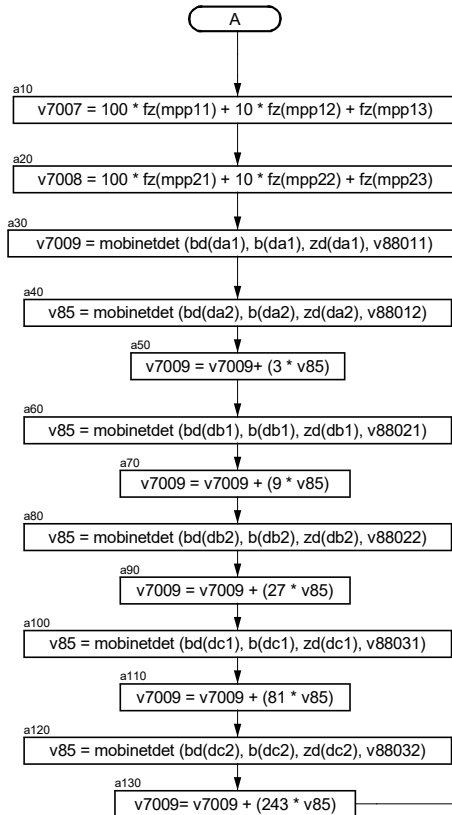 A
a10
v7007 = 100 * fz(mpp11) + 10 * fz(mpp12) + fz(mpp13)
a20
v7008 = 100 * fz(mpp21) + 10 * fz(mpp22) + fz(mpp23)
a30
v7009 = mobinetdet (bd(da1), b(da1), zd(da1), v88011)
a40
v85 = mobinetdet (bd(da2), b(da2), zd(da2), v88012)
a50
v7009 = v7009+ (3 * v85)
a60
v85 = mobinetdet (bd(db1), b(db1), zd(db1), v88021)
a70
v7009 = v7009 + (9 * v85)
a80
v85 = mobinetdet (bd(db2), b(db2), zd(db2), v88022)
a90
v7009 = v7009 + (27 * v85)
a100
v85 = mobinetdet (bd(dc1), b(dc1), zd(dc1), v88031)
a110
v7009 = v7009 + (81 * v85)
a120
v85 = mobinetdet (bd(dc2), b(dc2), zd(dc2), v88032)
a130
v7009= v7009 + (243 * v85)